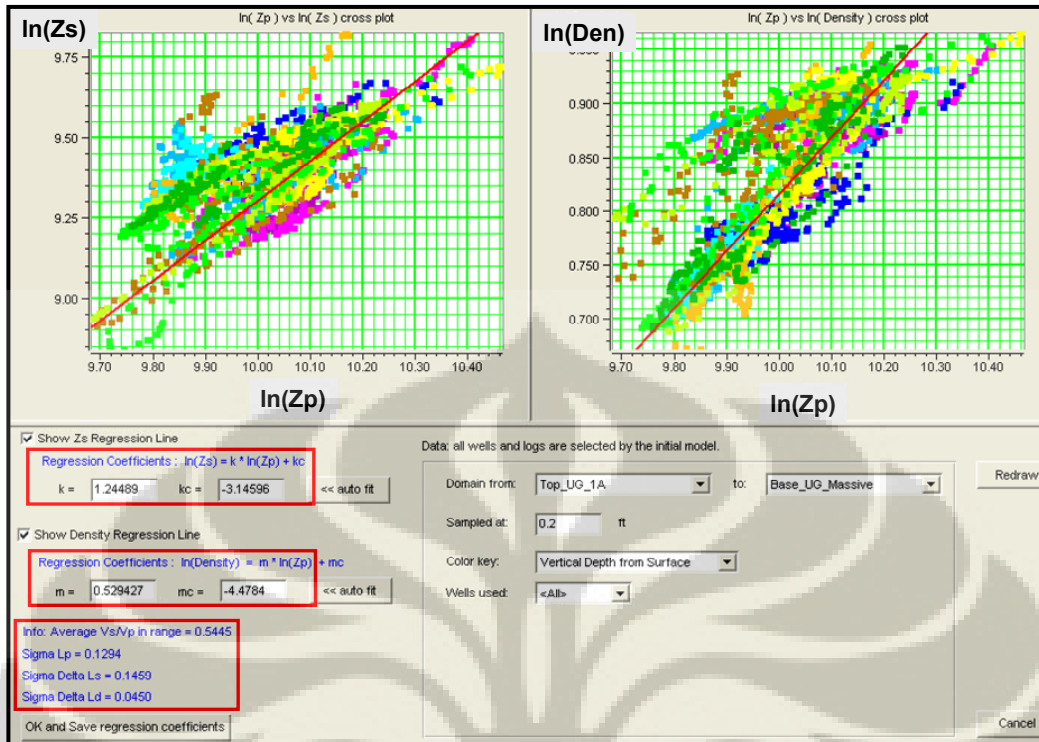 ln( Zp ) vs ln( Zs ) cross plot
ln(Zs)
9.75
9.50
9.25
9.00
9.70 9.80 9.90 10.00 10.10 10.20 10.30 10.40
ln(Zp)
ln( Zp ) vs ln( Density ) cross plot
ln(Den)
0.900
0.850
0.800
0.750
0.700
9.70 9.80 9.90 10.00 10.10 10.20 10.30 10.40
ln(Zp)
Show Zs Regression Line
Regression Coefficients : ln(Zs) = k * ln(Zp) + kc
k = 1.24489 kc = -3.14596 << auto fit
Show Density Regression Line
Regression Coefficients : ln(Density) = m * ln(Zp) + mc
m = 0.529427 mc = -4.4784 << auto fit
Info: Average Vs/Vp in range = 0.5445
Sigma Lp = 0.1294
Sigma Delta Ls = 0.1459
Sigma Delta Ld = 0.0450
OK and Save regression coefficients
Data: all wells and logs are selected by the initial model.
Domain from: Top_UG_1A to: Base_UG_Massive
Sampled at: 0.2 ft
Color key: Vertical Depth from Surface
Wells used: <All>
Redraw
Cancel